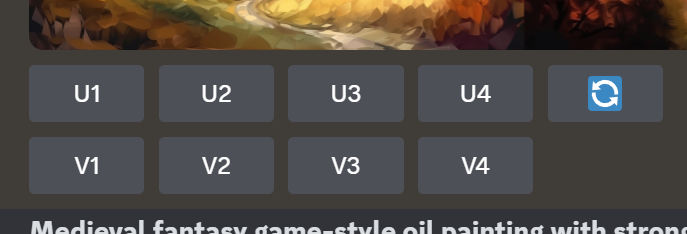 U1 U2 U3 U4
V1 V2 V3 V4
Medieval fantasy game-style oil painting with strong